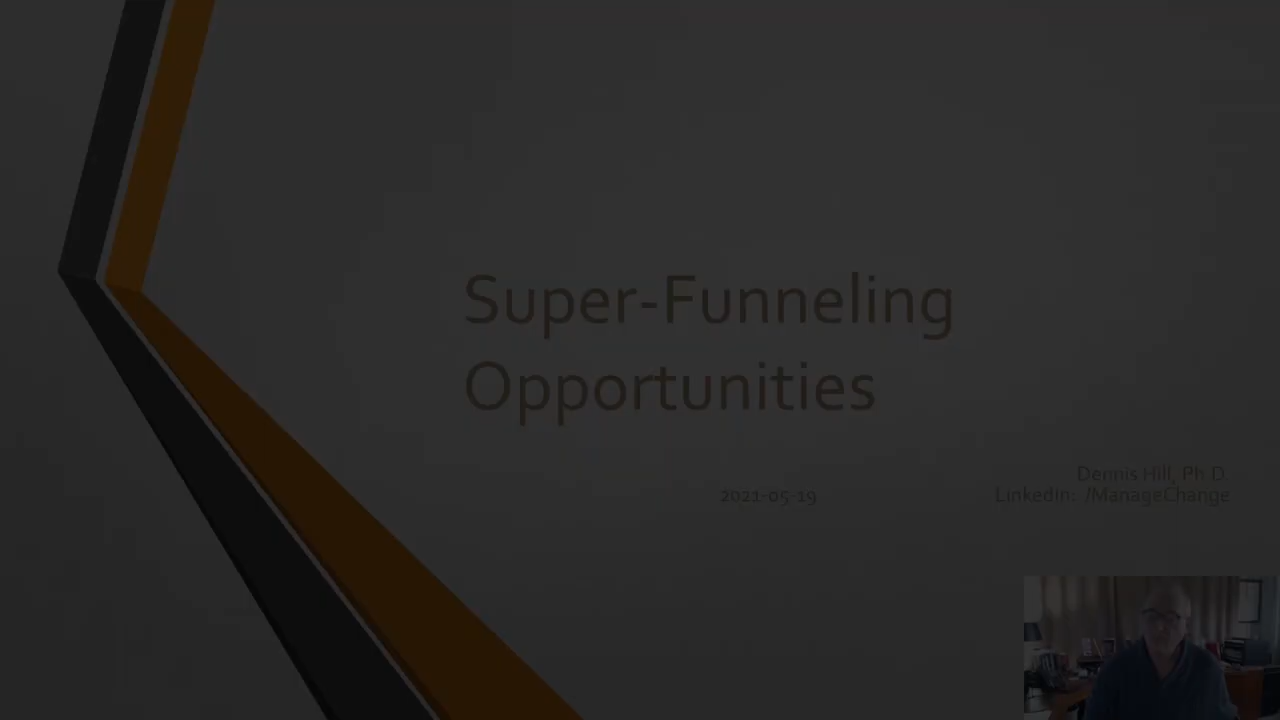 Super-Funneling
Opportunities
Dennis Hill, Ph.D.
2021-05-19
LinkedIn: /ManageChange